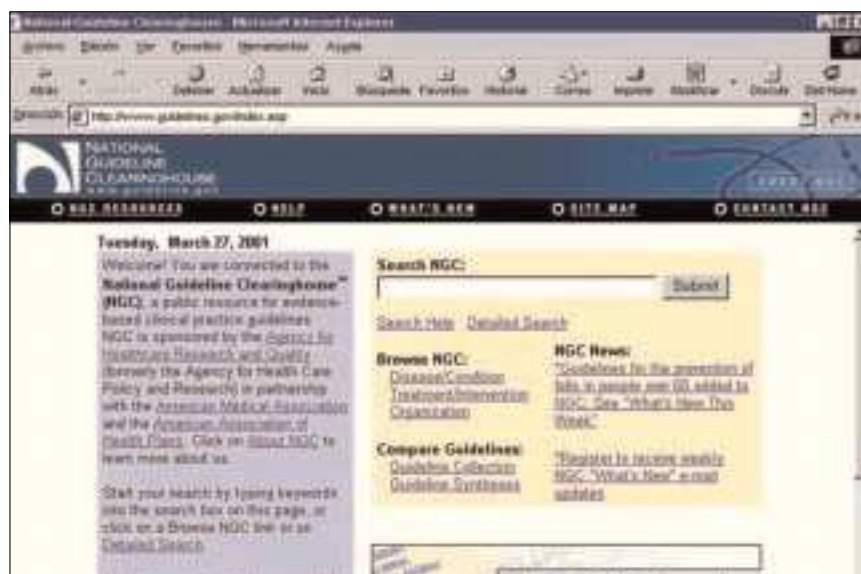 National Guideline Clearinghouse - Microsoft Internet Explorer
Archivo Edición Ver Favoritos Herramientas Ayuda
Atrás Detener Actualizar Inicio Búsqueda Favoritos Historial Correo Imprimir Modificar Discutir
Dirección http://www.guidelines.gov/index.asp
NATIONAL
GUIDELINE
CLEARINGHOUSE
www.guideline.gov
NGC RESOURCES HELP WHAT'S NEW SITE MAP CONTACT NGC
Tuesday, March 27, 2001
Welcome! You are connected to the
National Guideline Clearinghouse™
(NGC), a public resource for evidence-
based clinical practice guidelines.
NGC is sponsored by the Agency for
Healthcare Research and Quality
(formerly the Agency for Health Care
Policy and Research) in partnership
with the American Medical Association
and the American Association of
Health Plans. Click on About NGC to
learn more about us.
Start your search by typing keywords
into the search box on this page, or
click on a Browse NGC link or on
Detailed Search.
Search NGC:
Submit
Search Help Detailed Search
Browse NGC:
Disease/Condition
Treatment/Intervention
Organization
Compare Guidelines:
Guideline Collection
Guideline Syntheses
NGC News:
"Guidelines for the prevention of
falls in people over 65 added to
NGC. See "What's New This
Week."
"Register to receive weekly
NGC "What's New" e-mail
updates